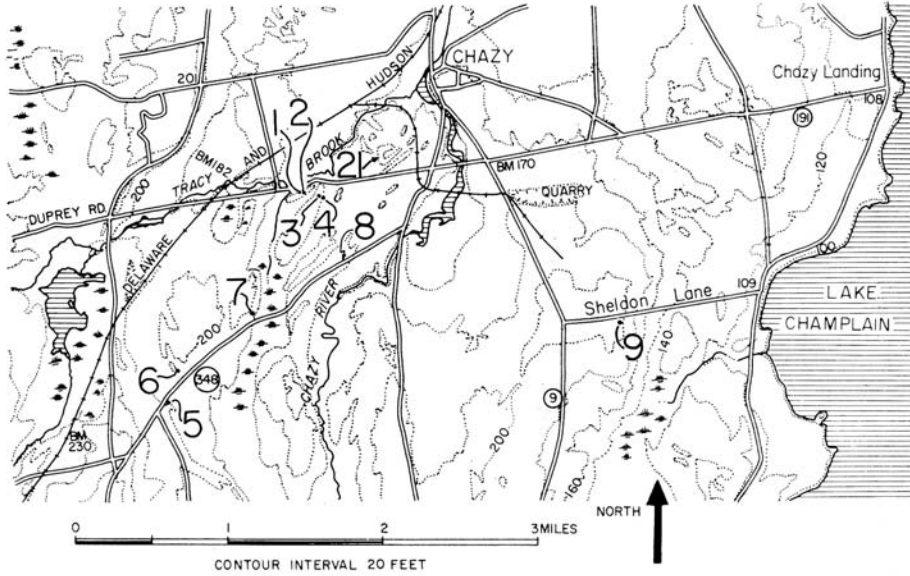 HUDSON
CHAZY
201
Chazy Landing
108
1
2
191
BROOK
BM182
AND
21
BM 170
120
TRACY
200
QUARRY
DUPREY RD.
3
4
8
DELAWARE
100
7
109
RIVER
Sheldon Lane
LAKE
CHAMPLAIN
200
9
140
6
348
CHAZY
9
5
BM
230
200
160
NORTH
0
1
2
3 MILES
CONTOUR INTERVAL 20 FEET